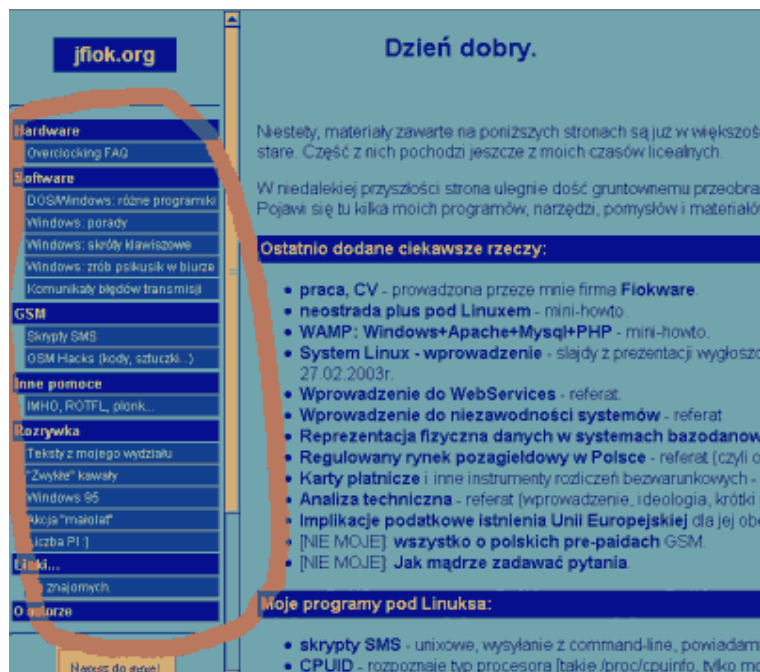 jfiok.org
Hardware
Overclocking FAQ
Software
DOS/Windows: różne programiki
Windows: porady
Windows: skróty klawiszowe
Windows: zrób psikusik w biurze
Komunikaty błędów transmisji
GSM
Skrypty SMS
GSM Hacks (kody, sztuczki...)
Inne pomoce
IMHO, ROTFL, plonk...
Rozrywka
Teksty z mojego wydziału
"Zwykłe" kawały
Windows 95
Akcja "małolat"
Liczba PI :]
Linki...
znajomych
O autorze
Napisz do mnie!
Dzień dobry.
Niestety, materiały zawarte na poniższych stronach są już w większoś
stare. Część z nich pochodzi jeszcze z moich czasów licealnych.
W niedalekiej przyszłości strona ulegnie dość gruntownemu przeobra
Pojawi się tu kilka moich programów, narzędzi, pomysłów i materiałó
Ostatnio dodane ciekawsze rzeczy:
praca, CV - prowadzona przeze mnie firma Fiokware.
neostrada plus pod Linuxem - mini-howto.
WAMP: Windows+Apache+Mysql+PHP - mini-howto.
System Linux - wprowadzenie - slajdy z prezentacji wygłoszo
27.02.2003r.
Wprowadzenie do WebServices - referat.
Wprowadzenie do niezawodności systemów - referat
Reprezentacja fizyczna danych w systemach bazodanow
Regulowany rynek pozagiełdowy w Polsce - referat (czyli o
Karty płatnicze i inne instrumenty rozliczeń bezwarunkowych -
Analiza techniczna - referat (wprowadzenie, ideologia, krótki
Implikacje podatkowe istnienia Unii Europejskiej dla jej obe
[NIE MOJE]: wszystko o polskich pre-paidach GSM.
[NIE MOJE]: Jak mądrze zadawać pytania.
Moje programy pod Linuksa:
skrypty SMS - unixowe, wysyłanie z command-line, powiadam
CPUID - rozpoznaje typ procesora [takie /proc/cpuinfo, tylko mo